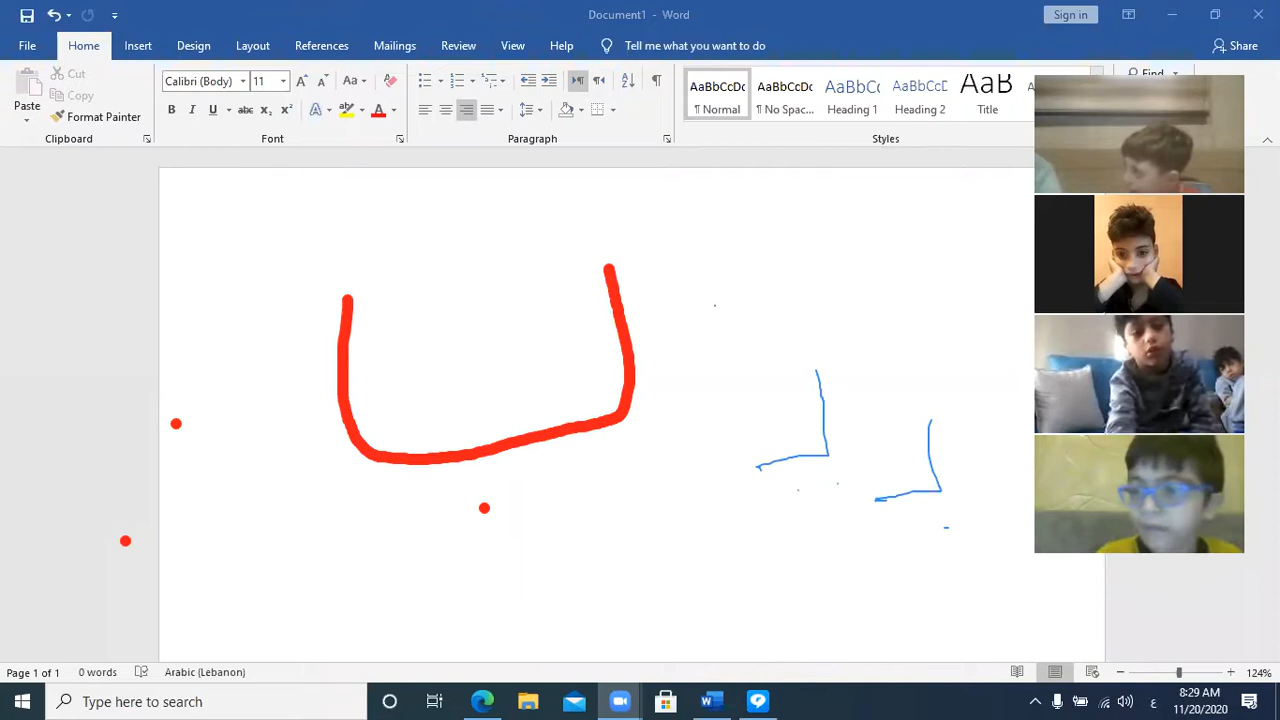 Document1 - Word
Sign in
File Home Insert Design Layout References Mailings Review View Help Tell me what you want to do Share
Cut
Copy
Paste
Format Painter
Calibri (Body) 11
AaBbCcDc AaBbCcDc AaBbCc AaBbCcD AaB
¶ Normal ¶ No Spac... Heading 1 Heading 2 Title
Find
Clipboard Font Paragraph Styles
Page 1 of 1 0 words Arabic (Lebanon) 124%
Type here to search
ع
8:29 AM
11/20/2020